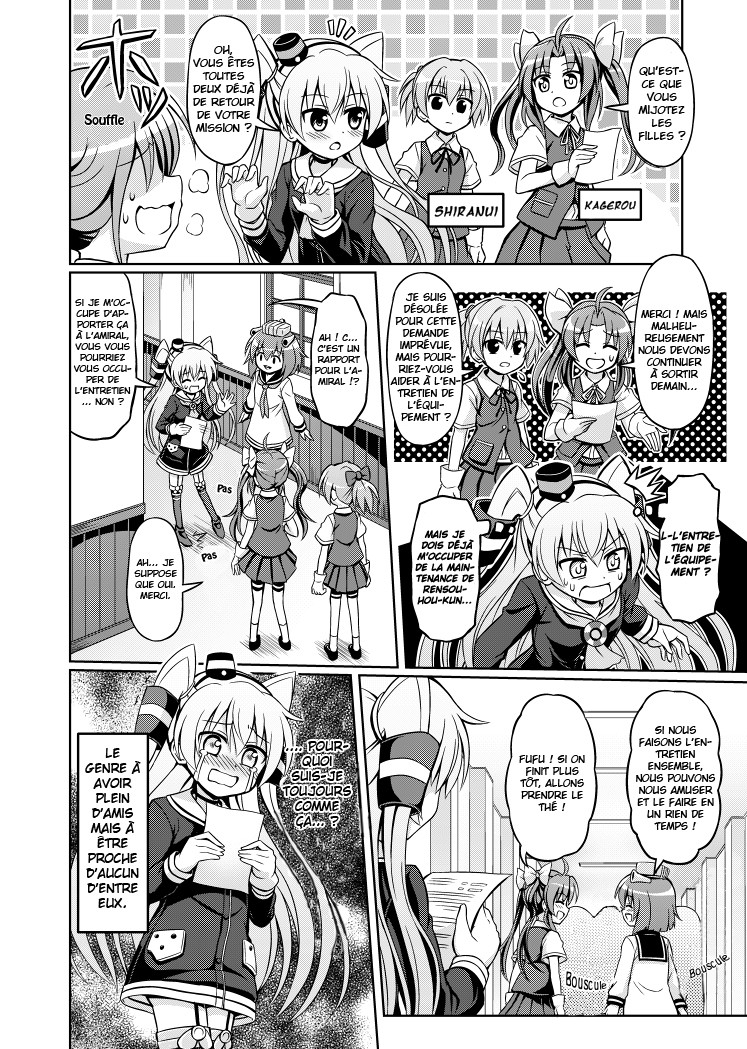 QU'EST-
CE QUE
VOUS
MIJOTEZ
LES
FILLES ?
KAGEROU
SHIRANUI
OH,
VOUS ÊTES
TOUTES
DEUX DÉJÀ
DE RETOUR
DE VOTRE
MISSION ?
ホッ
Souffle
MERCI ! MAIS
MALHEU-
REUSEMENT
NOUS DEVONS
CONTINUER
À SORTIR
DEMAIN...
JE SUIS
DÉSOLÉE
POUR CETTE
DEMANDE
IMPRÉVUE,
MAIS POUR-
RIEZ-VOUS
AIDER À L'EN-
TRETIEN DE
L'ÉQUI-
PEMENT ?
L-L'ENTRE-
TIEN DE
L'ÉQUIPE-
MENT ?
MAIS JE
DOIS DÉJÀ
M'OCCUPER
DE LA MAIN-
TENANCE DE
RENSOU-
HOU-KUN...
AH ! C...
C'EST UN
RAPPORT
POUR L'A-
MIRAL !?
SI JE M'OC-
CUPE D'AP-
PORTER ÇA
À L'AMIRAL,
VOUS VOUS
POURRIEZ
VOUS OCCU-
PER DE
L'ENTRETIEN
... NON ?
Pas
Pas
AH... JE
SUPPOSE
QUE OUI.
MERCI.
SI NOUS
FAISONS L'EN-
TRETIEN
ENSEMBLE,
NOUS POUVONS
NOUS AMUSER
ET LE FAIRE EN
UN RIEN DE
TEMPS !
FUFU ! SI ON
FINIT PLUS
TÔT, ALLONS
PRENDRE LE
THÉ !
Bouscule
Bouscule
.... POUR-
QUOI
SUIS-JE
TOUJOURS
COMME
ÇA... ?
LE
GENRE À
AVOIR
PLEIN
D'AMIS
MAIS À
ÊTRE
PROCHE
D'AUCUN
D'ENTRE
EUX.